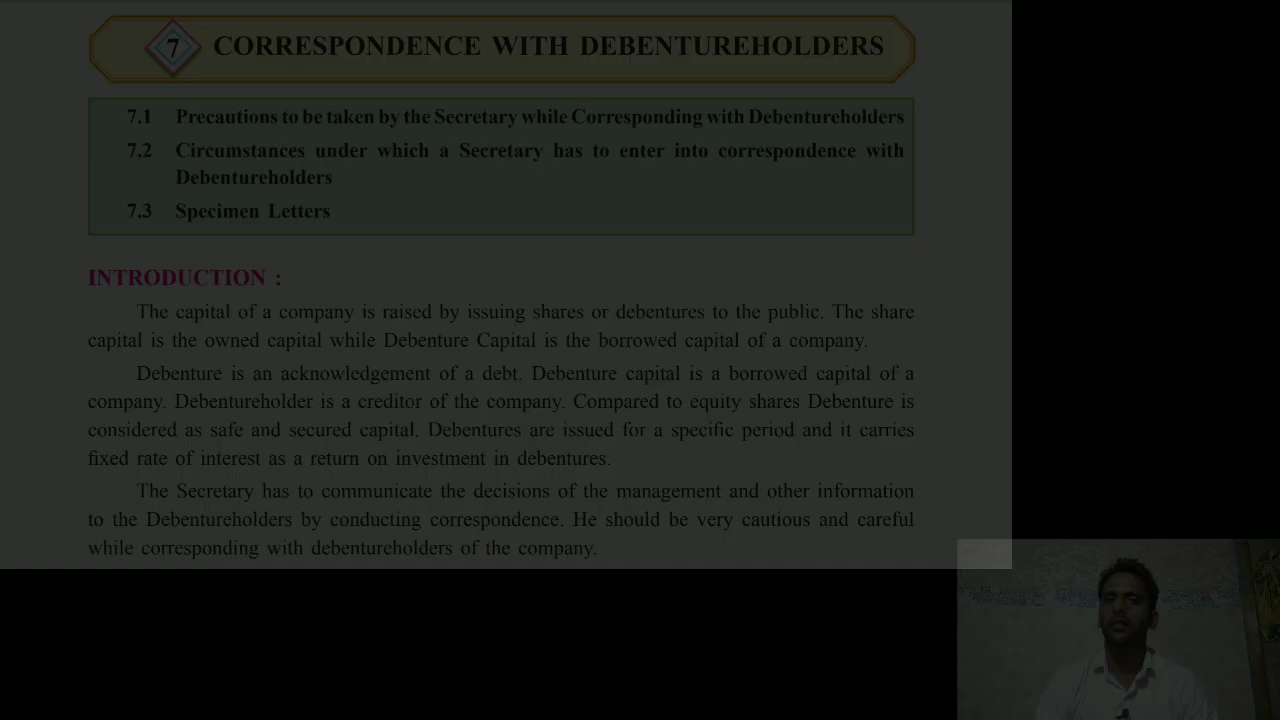 7 CORRESPONDENCE WITH DEBENTUREHOLDERS
7.1 Precautions to be taken by the Secretary while Corresponding with Debentureholders
7.2 Circumstances under which a Secretary has to enter into correspondence with
Debentureholders
7.3 Specimen Letters
INTRODUCTION :
The capital of a company is raised by issuing shares or debentures to the public. The share
capital is the owned capital while Debenture Capital is the borrowed capital of a company.
Debenture is an acknowledgement of a debt. Debenture capital is a borrowed capital of a
company. Debentureholder is a creditor of the company. Compared to equity shares Debenture is
considered as safe and secured capital. Debentures are issued for a specific period and it carries
fixed rate of interest as a return on investment in debentures.
The Secretary has to communicate the decisions of the management and other information
to the Debentureholders by conducting correspondence. He should be very cautious and careful
while corresponding with debentureholders of the company.